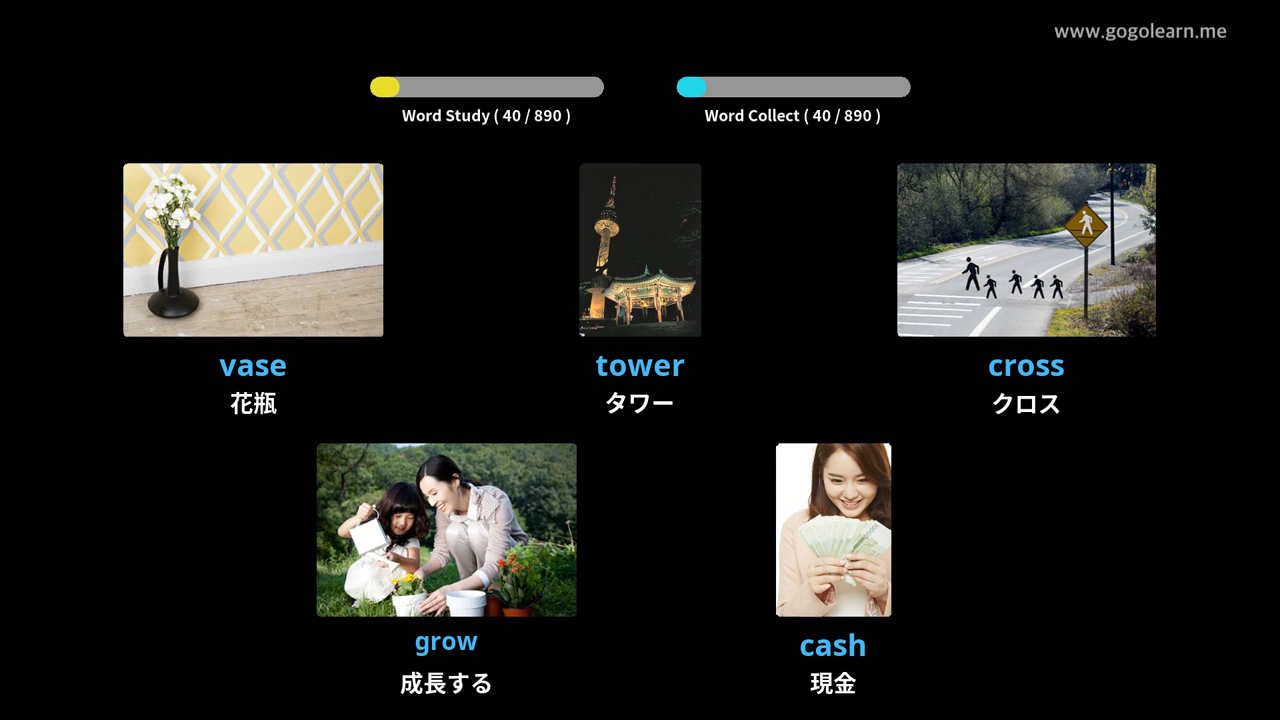 www.gogolearn.me
Word Study ( 40 / 890 )
Word Collect ( 40 / 890 )
vase
花瓶
tower
タワー
cross
クロス
grow
成長する
cash
現金